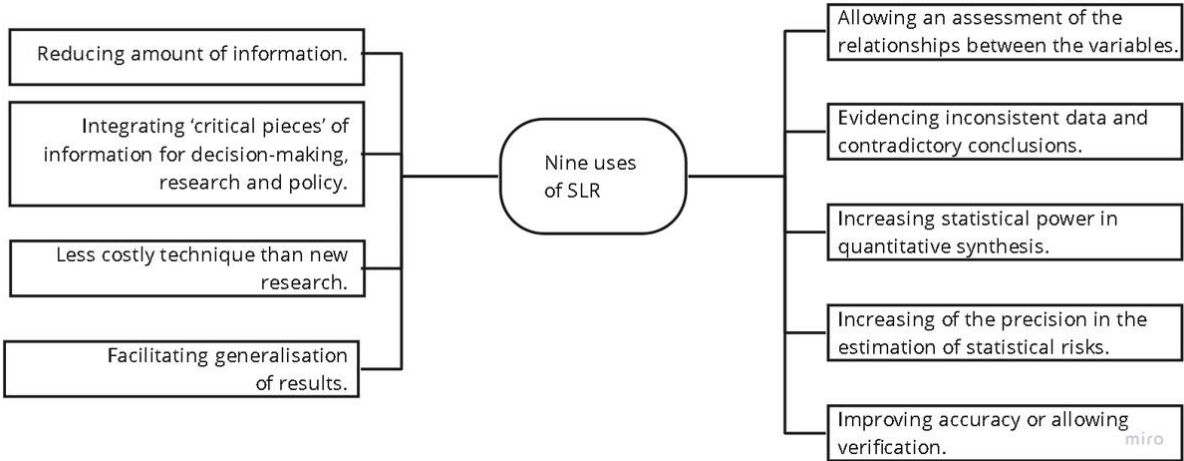 Reducing amount of information.
Integrating ‘critical pieces’ of
information for decision-making,
research and policy.
Less costly technique than new
research.
Facilitating generalisation
of results.
Nine uses
of SLR
Allowing an assessment of the
relationships between the variables.
Evidencing inconsistent data and
contradictory conclusions.
Increasing statistical power in
quantitative synthesis.
Increasing of the precision in the
estimation of statistical risks.
Improving accuracy or allowing
verification.
miro